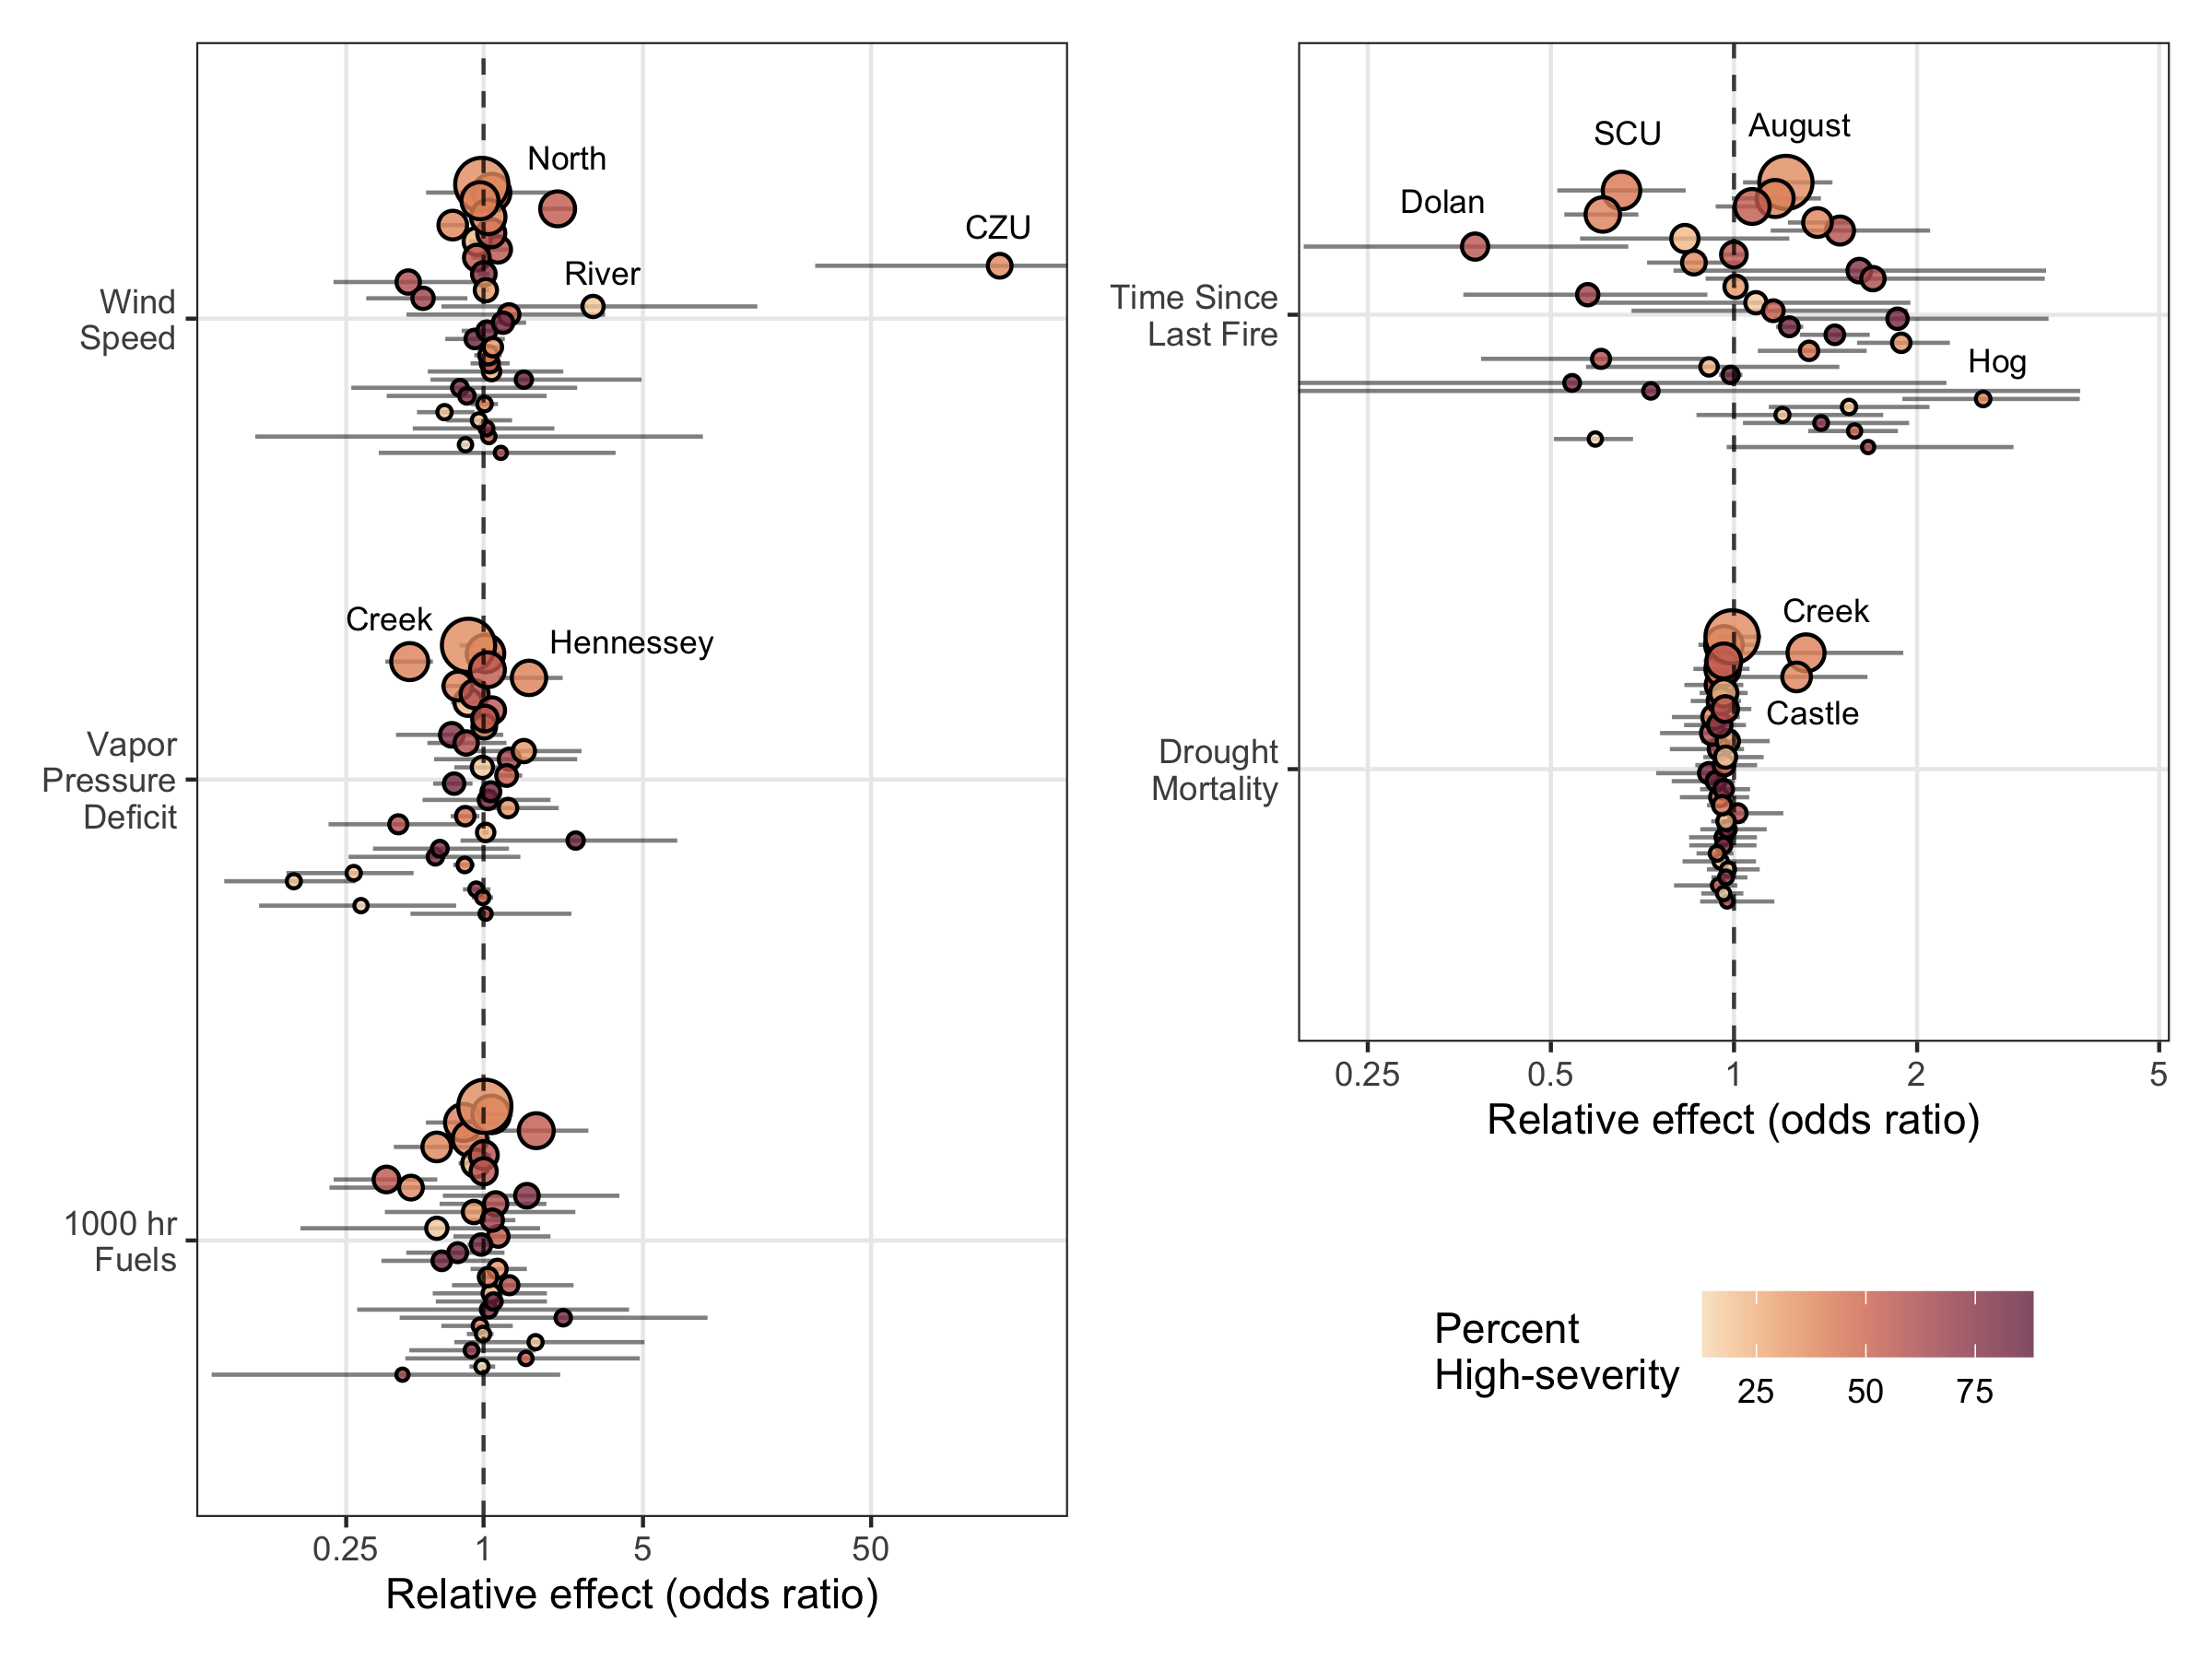 North
CZU
River
Wind
Speed
Creek
Hennessey
Vapor
Pressure
Deficit
1000 hr
Fuels
0.25 1 5 50
Relative effect (odds ratio)
SCU August
Dolan
Time Since
Last Fire
Hog
Creek
Castle
Drought
Mortality
0.25 0.5 1 2 5
Relative effect (odds ratio)
Percent
High-severity
25 50 75